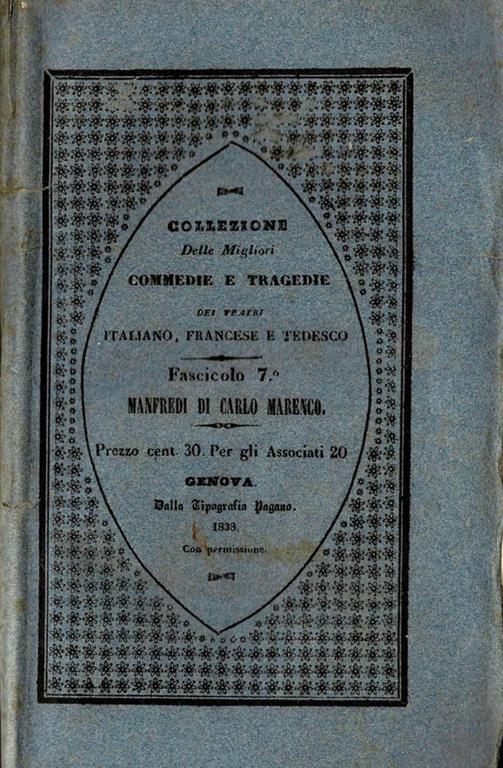 COLLEZIONE
Delle Migliori
COMMEDIE E TRAGEDIE
DEI TEATRI
ITALIANO, FRANCESE E TEDESCO
Fascicolo 7.º
MANFREDI DI CARLO MARENCO.
Prezzo cent. 30. Per gli Associati 20
GENOVA.
Dalla Tipografia Pagano.
1838.
Con permissione.